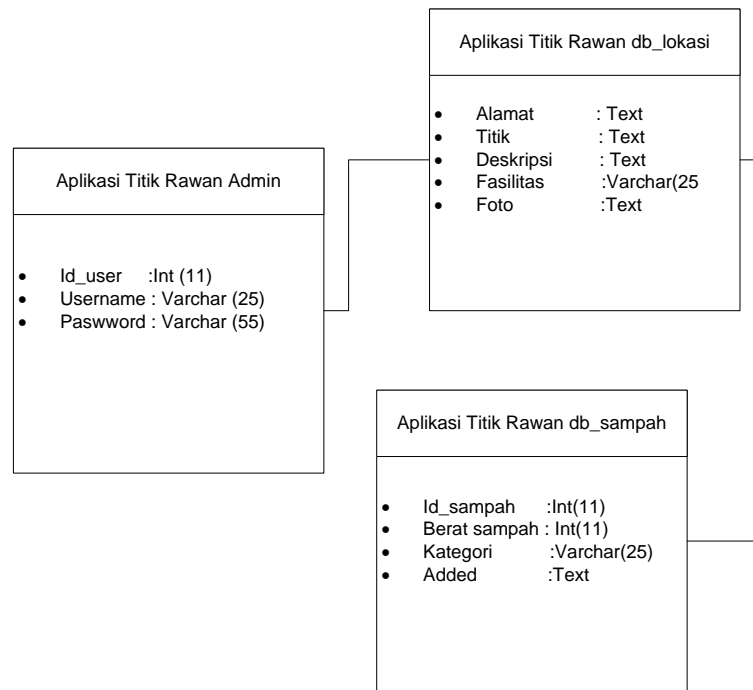 Aplikasi Titik Rawan db_lokasi
• Alamat : Text
• Titik : Text
• Deskripsi : Text
• Fasilitas :Varchar(25
• Foto :Text
Aplikasi Titik Rawan Admin
• Id_user :Int (11)
• Username : Varchar (25)
• Paswword : Varchar (55)
Aplikasi Titik Rawan db_sampah
• Id_sampah :Int(11)
• Berat sampah : Int(11)
• Kategori :Varchar(25)
• Added :Text